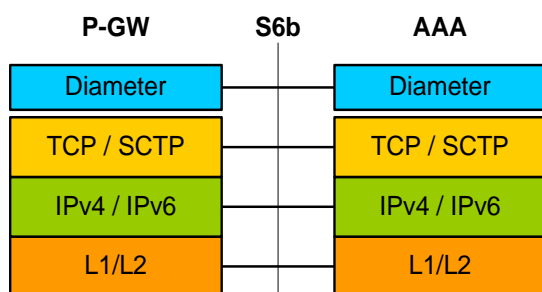 P-GW S6b AAA
Diameter Diameter
TCP / SCTP TCP / SCTP
IPv4 / IPv6 IPv4 / IPv6
L1/L2 L1/L2